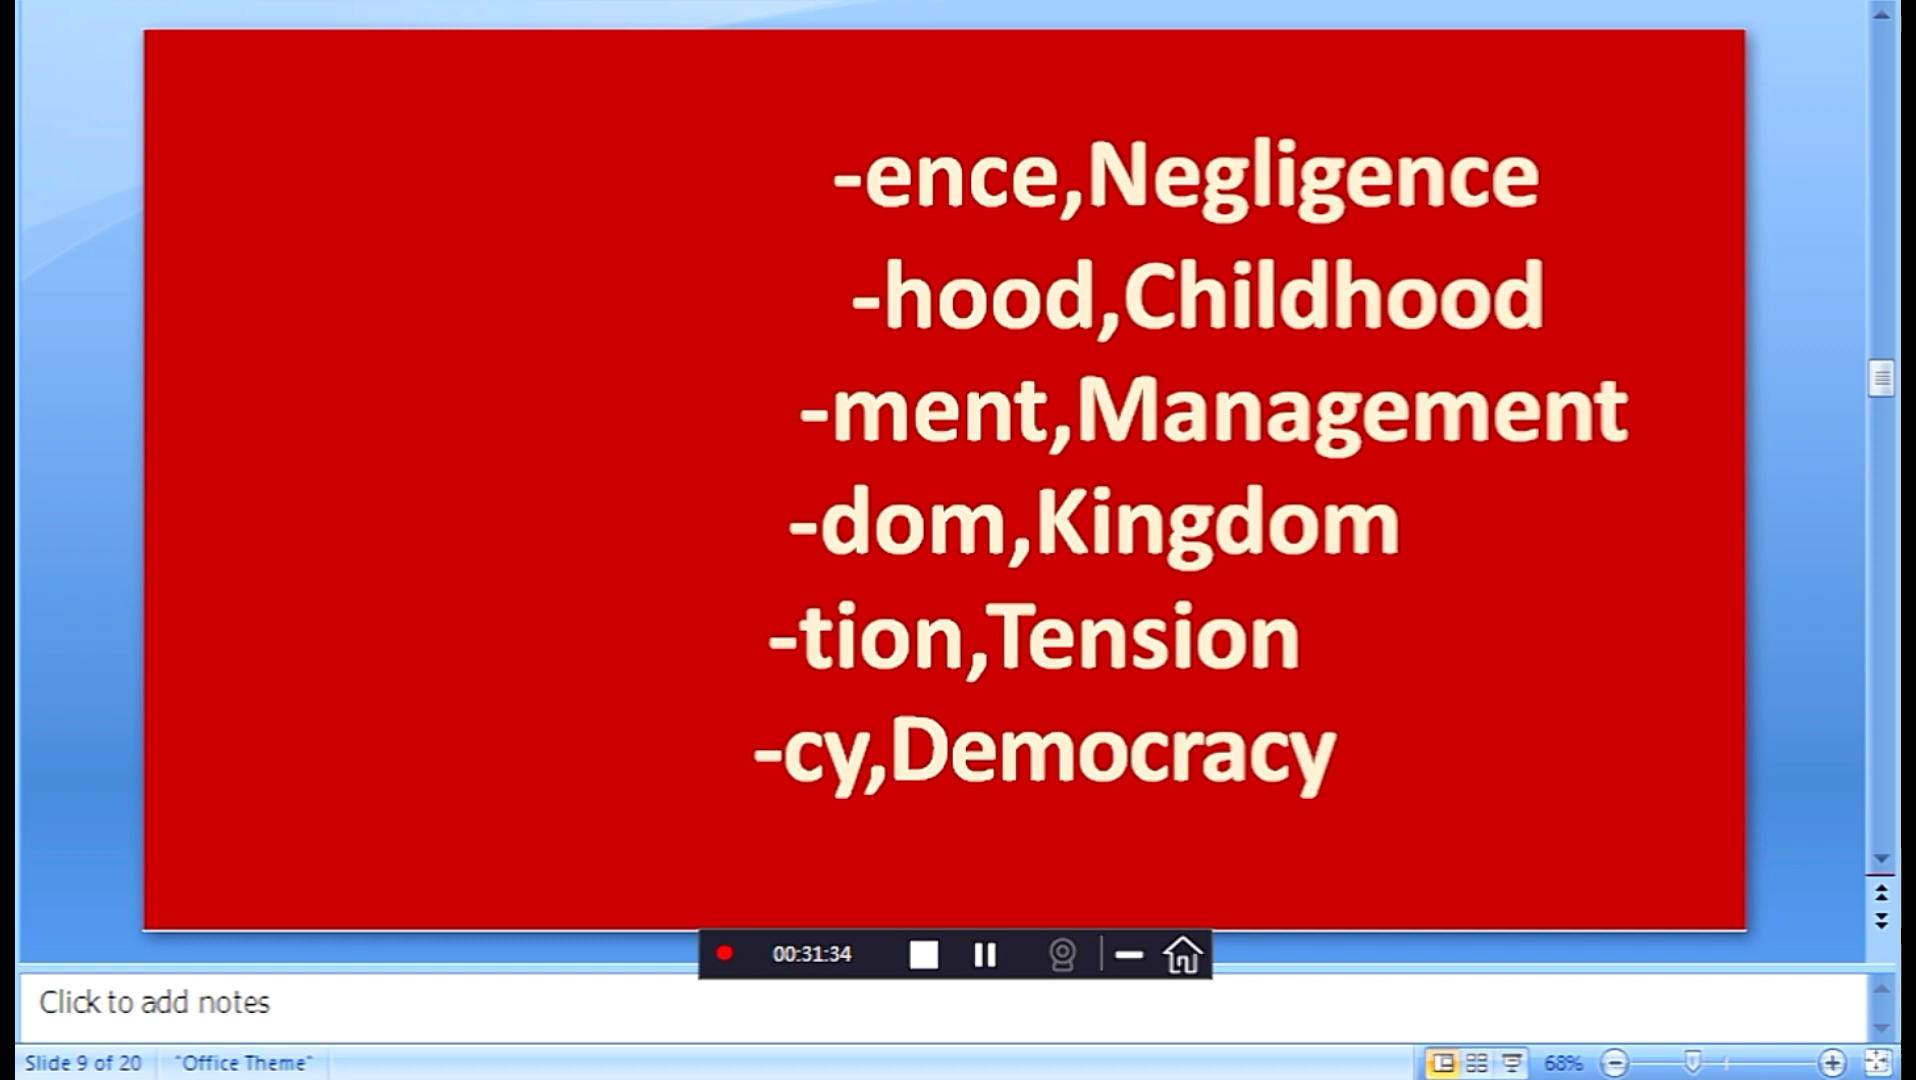 -ence,Negligence
-hood,Childhood
-ment,Management
-dom,Kingdom
-tion,Tension
-cy,Democracy
00:31:34
Click to add notes
Slide 9 of 20 "Office Theme" 68%